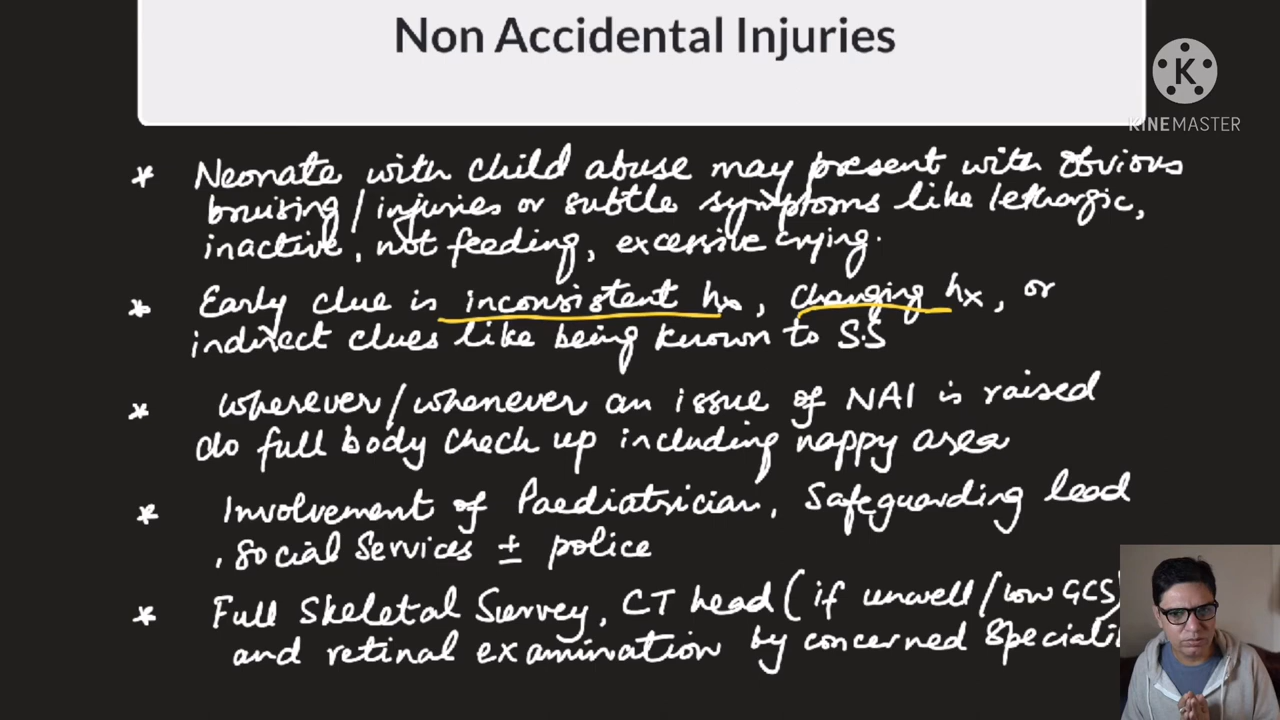 Non Accidental Injuries
K
KINEMASTER
* Neonate with child abuse may present with obvious
bruising/injuries or subtle symptoms like lethargic,
inactive, not feeding, excessive crying.
* Early clue is inconsistent hx, changing hx, or
indirect clues like being known to S.S
* wherever/whenever an issue of NAI is raised
do full body check up including nappy area
* Involvement of Paediatrician, Safeguarding lead
, Social Services ± police
* Full Skeletal Survey, CT head (if unwell/low GCS)
and retinal examination by concerned